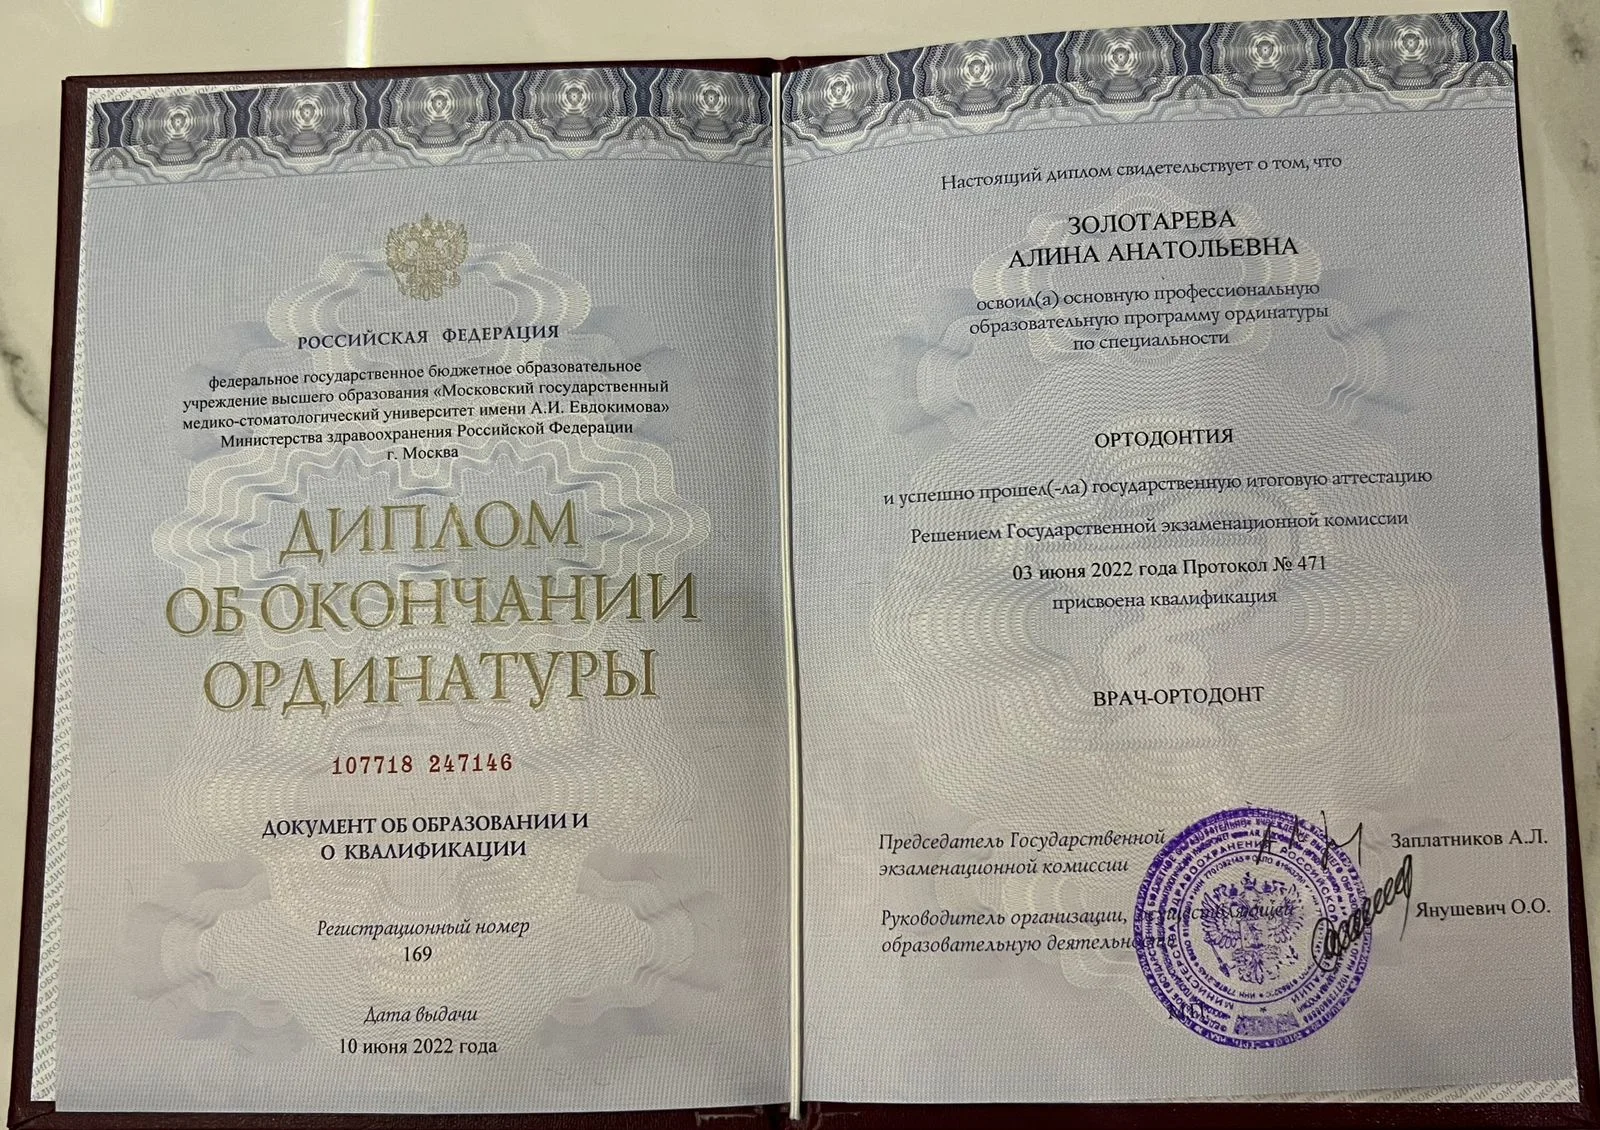 РОССИЙСКАЯ ФЕДЕРАЦИЯ
федеральное государственное бюджетное образовательное
учреждение высшего образования «Московский государственный
медико-стоматологический университет имени А.И. Евдокимова»
Министерства здравоохранения Российской Федерации
г. Москва
ДИПЛОМ
ОБ ОКОНЧАНИИ
ОРДИНАТУРЫ
107718 247146
ДОКУМЕНТ ОБ ОБРАЗОВАНИИ И
О КВАЛИФИКАЦИИ
Регистрационный номер
169
Дата выдачи
10 июня 2022 года
Настоящий диплом свидетельствует о том, что
ЗОЛОТАРЕВА
АЛИНА АНАТОЛЬЕВНА
освоил(а) основную профессиональную
образовательную программу ординатуры
по специальности
ОРТОДОНТИЯ
и успешно прошел(-ла) государственную итоговую аттестацию
Решением Государственной экзаменационной комиссии
03 июня 2022 года Протокол № 471
присвоена квалификация
ВРАЧ-ОРТОДОНТ
Председатель Государственной
экзаменационной комиссии
Заплатников А.Л.
Руководитель организации, осуществляющей
образовательную деятельность
Янушевич О.О.